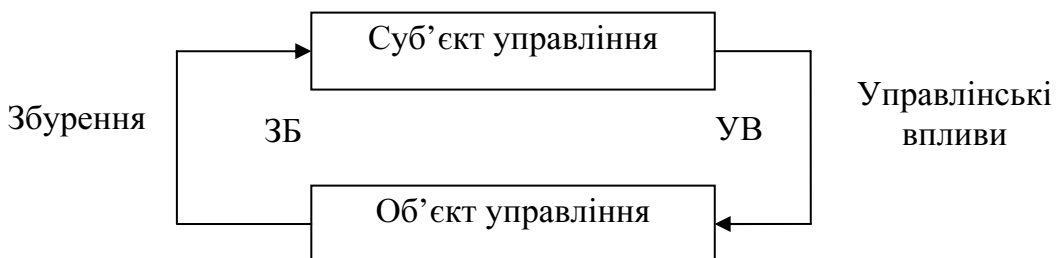 Суб’єкт управління
Збурення
ЗБ
УВ
Управлінські
впливи
Об’єкт управління